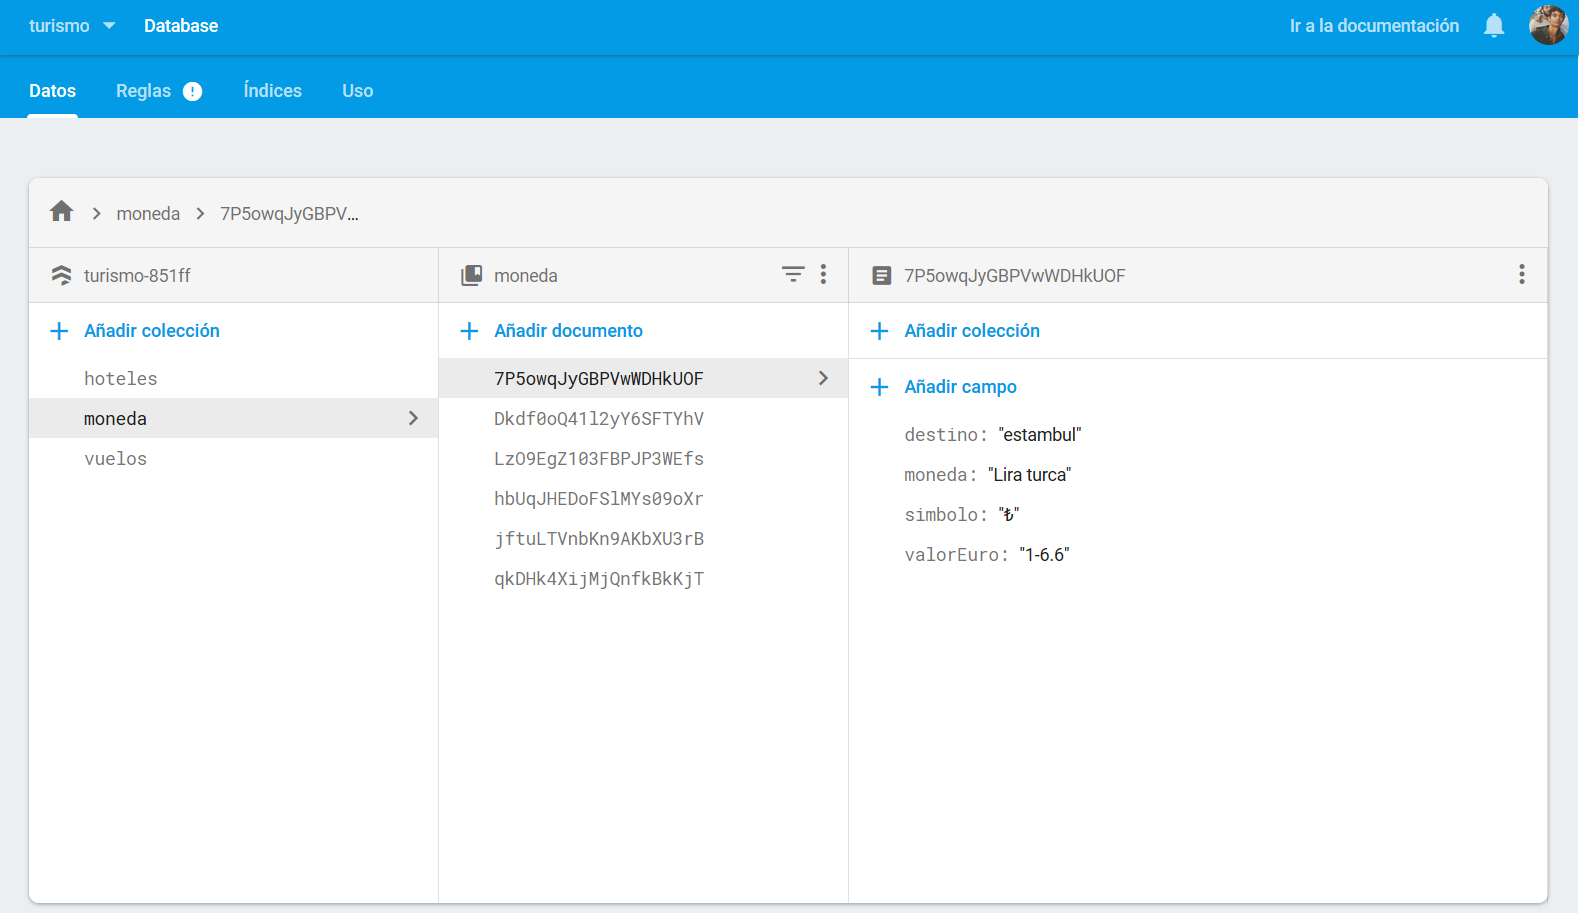 turismo Database Ir a la documentación
Datos Reglas ! Índices Uso
moneda 7P5owqJyGBPV...
turismo-851ff moneda 7P5owqJyGBPVwWDHkUOF
Añadir colección
hoteles
moneda
vuelos
Añadir documento
7P5owqJyGBPVwWDHkUOF
Dkdf0oQ41l2yY6SFTYhV
LzO9EgZ103FBPJP3WEfs
hbUqJHEDoFSlMYs09oXr
jftuLTVnbKn9AKbXU3rB
qkDHk4XijMjQnfkBkKjT
Añadir colección
Añadir campo
destino: "estambul"
moneda: "Lira turca"
simbolo: "₺"
valorEuro: "1-6.6"